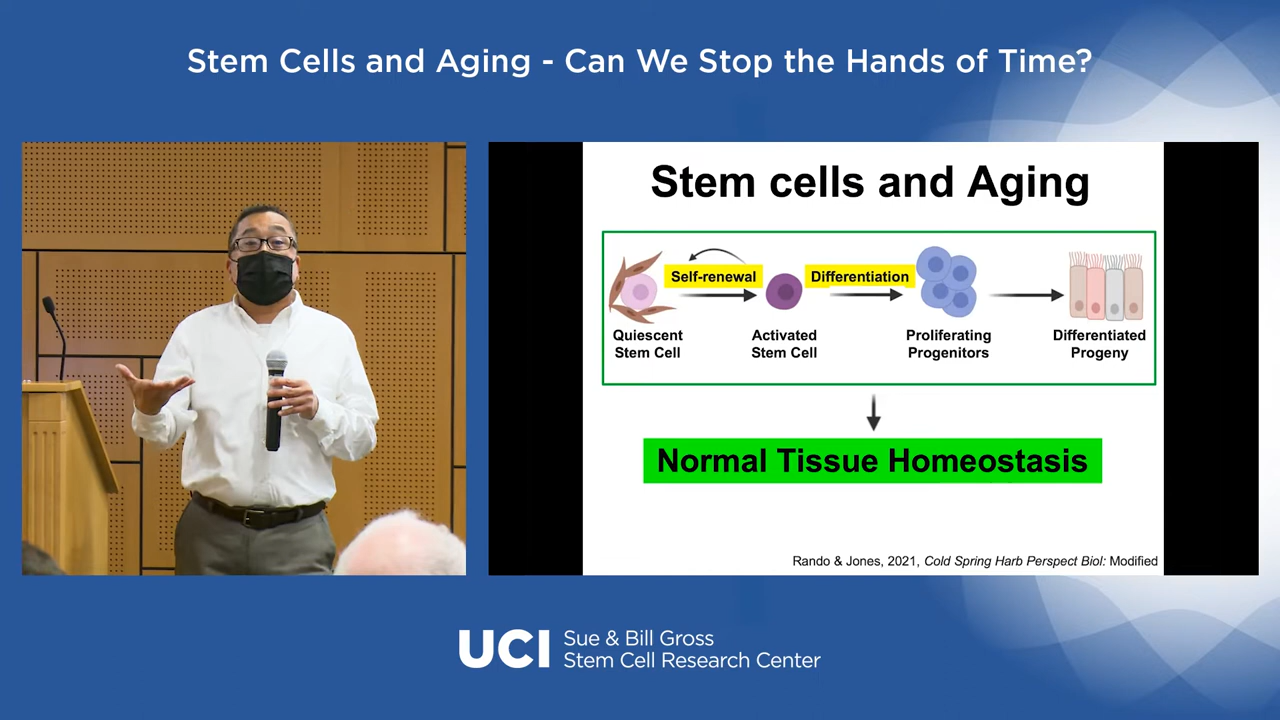 Stem Cells and Aging - Can We Stop the Hands of Time?
Stem cells and Aging
Self-renewal
Differentiation
Quiescent
Stem Cell
Activated
Stem Cell
Proliferating
Progenitors
Differentiated
Progeny
Normal Tissue Homeostasis
Rando & Jones, 2021, Cold Spring Harb Perspect Biol: Modified
UCI
Sue & Bill Gross
Stem Cell Research Center